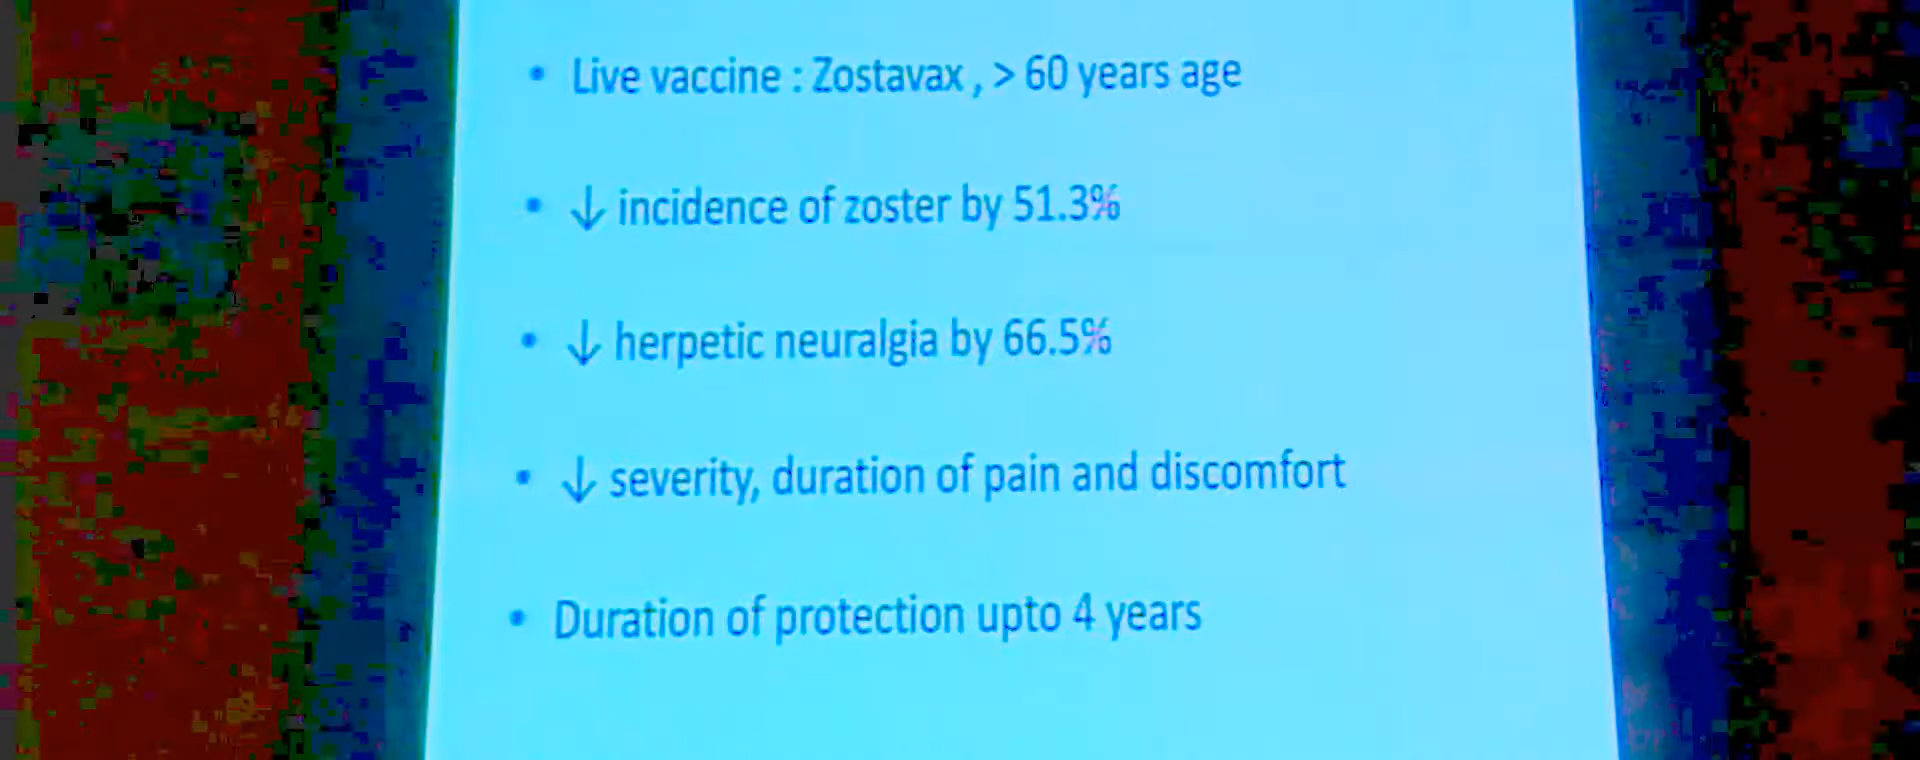 • Live vaccine : Zostavax , > 60 years age
• ↓ incidence of zoster by 51.3%
• ↓ herpetic neuralgia by 66.5%
• ↓ severity, duration of pain and discomfort
• Duration of protection upto 4 years